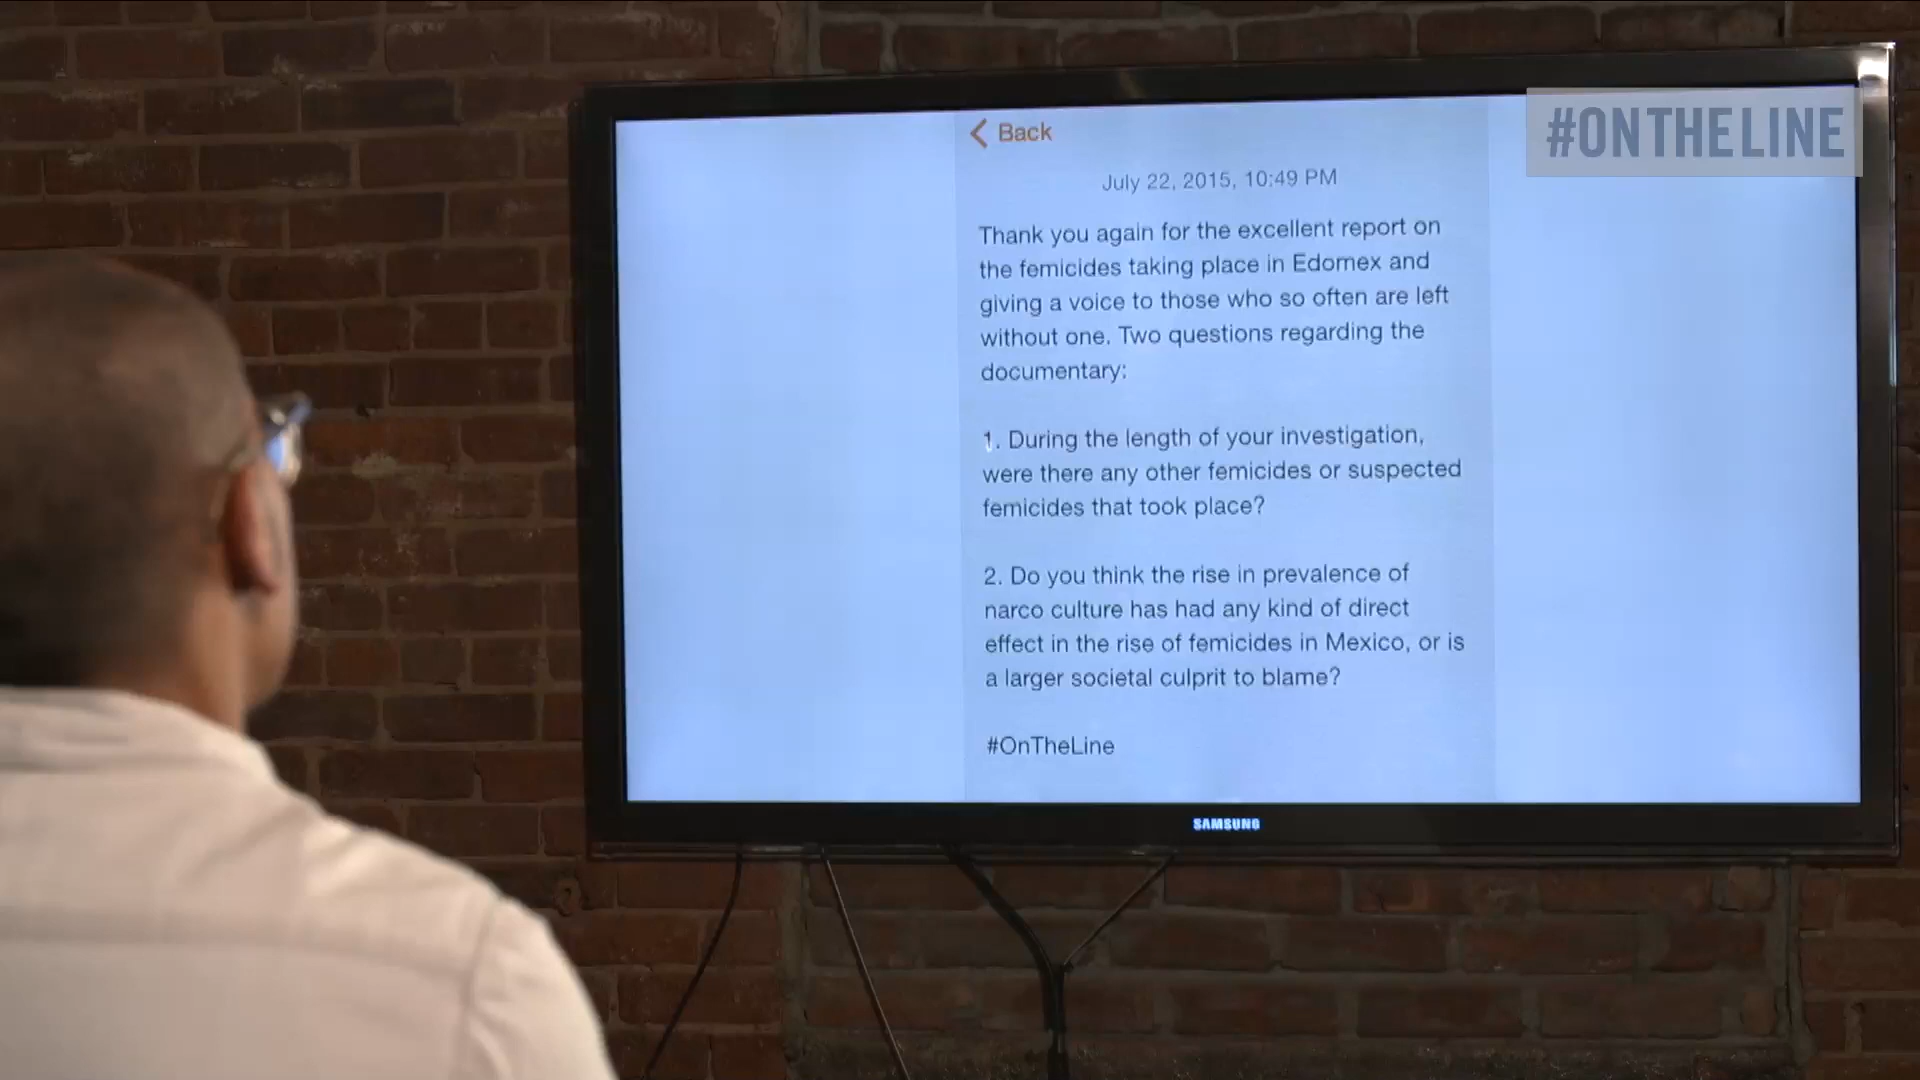 #ONTHELINE
Back
July 22, 2015, 10:49 PM
Thank you again for the excellent report on
the femicides taking place in Edomex and
giving a voice to those who so often are left
without one. Two questions regarding the
documentary:
1. During the length of your investigation,
were there any other femicides or suspected
femicides that took place?
2. Do you think the rise in prevalence of
narco culture has had any kind of direct
effect in the rise of femicides in Mexico, or is
a larger societal culprit to blame?
#OnTheLine
SAMSUNG